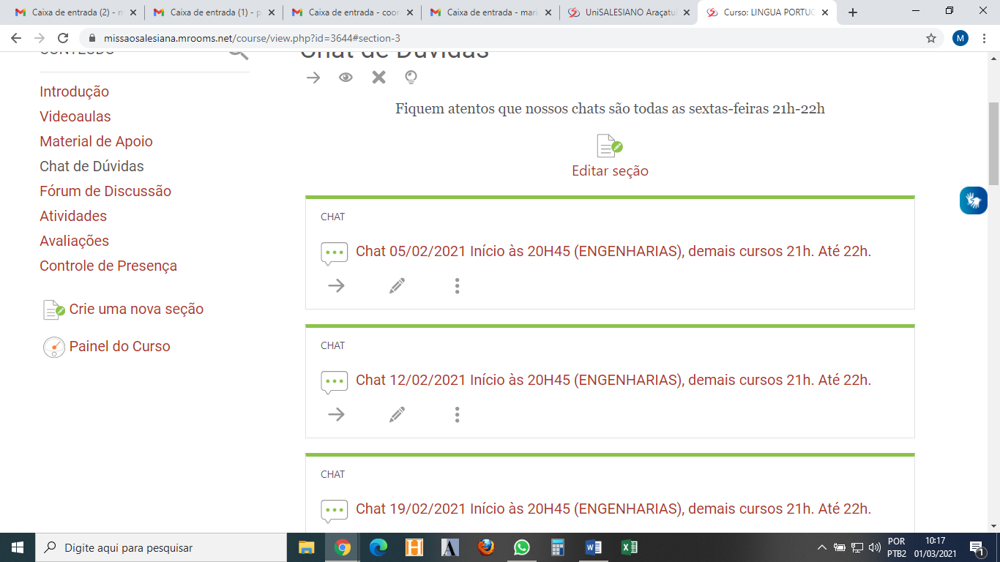 Caixa de entrada (2) - m
Caixa de entrada (1) - p
Caixa de entrada - coor
Caixa de entrada - mari
UniSALESIANO Araçatu
Curso: LINGUA PORTUG
missaosalesiana.mrooms.net/course/view.php?id=3644#section-3
M
CONTEÚDO
Chat de Dúvidas
Introdução
Videoaulas
Material de Apoio
Chat de Dúvidas
Fórum de Discussão
Atividades
Avaliações
Controle de Presença
Crie uma nova seção
Painel do Curso
Fiquem atentos que nossos chats são todas as sextas-feiras 21h-22h
Editar seção
CHAT
Chat 05/02/2021 Início às 20H45 (ENGENHARIAS), demais cursos 21h. Até 22h.
CHAT
Chat 12/02/2021 Início às 20H45 (ENGENHARIAS), demais cursos 21h. Até 22h.
CHAT
Chat 19/02/2021 Início às 20H45 (ENGENHARIAS), demais cursos 21h. Até 22h.
Digite aqui para pesquisar
POR
PTB2
10:17
01/03/2021
1